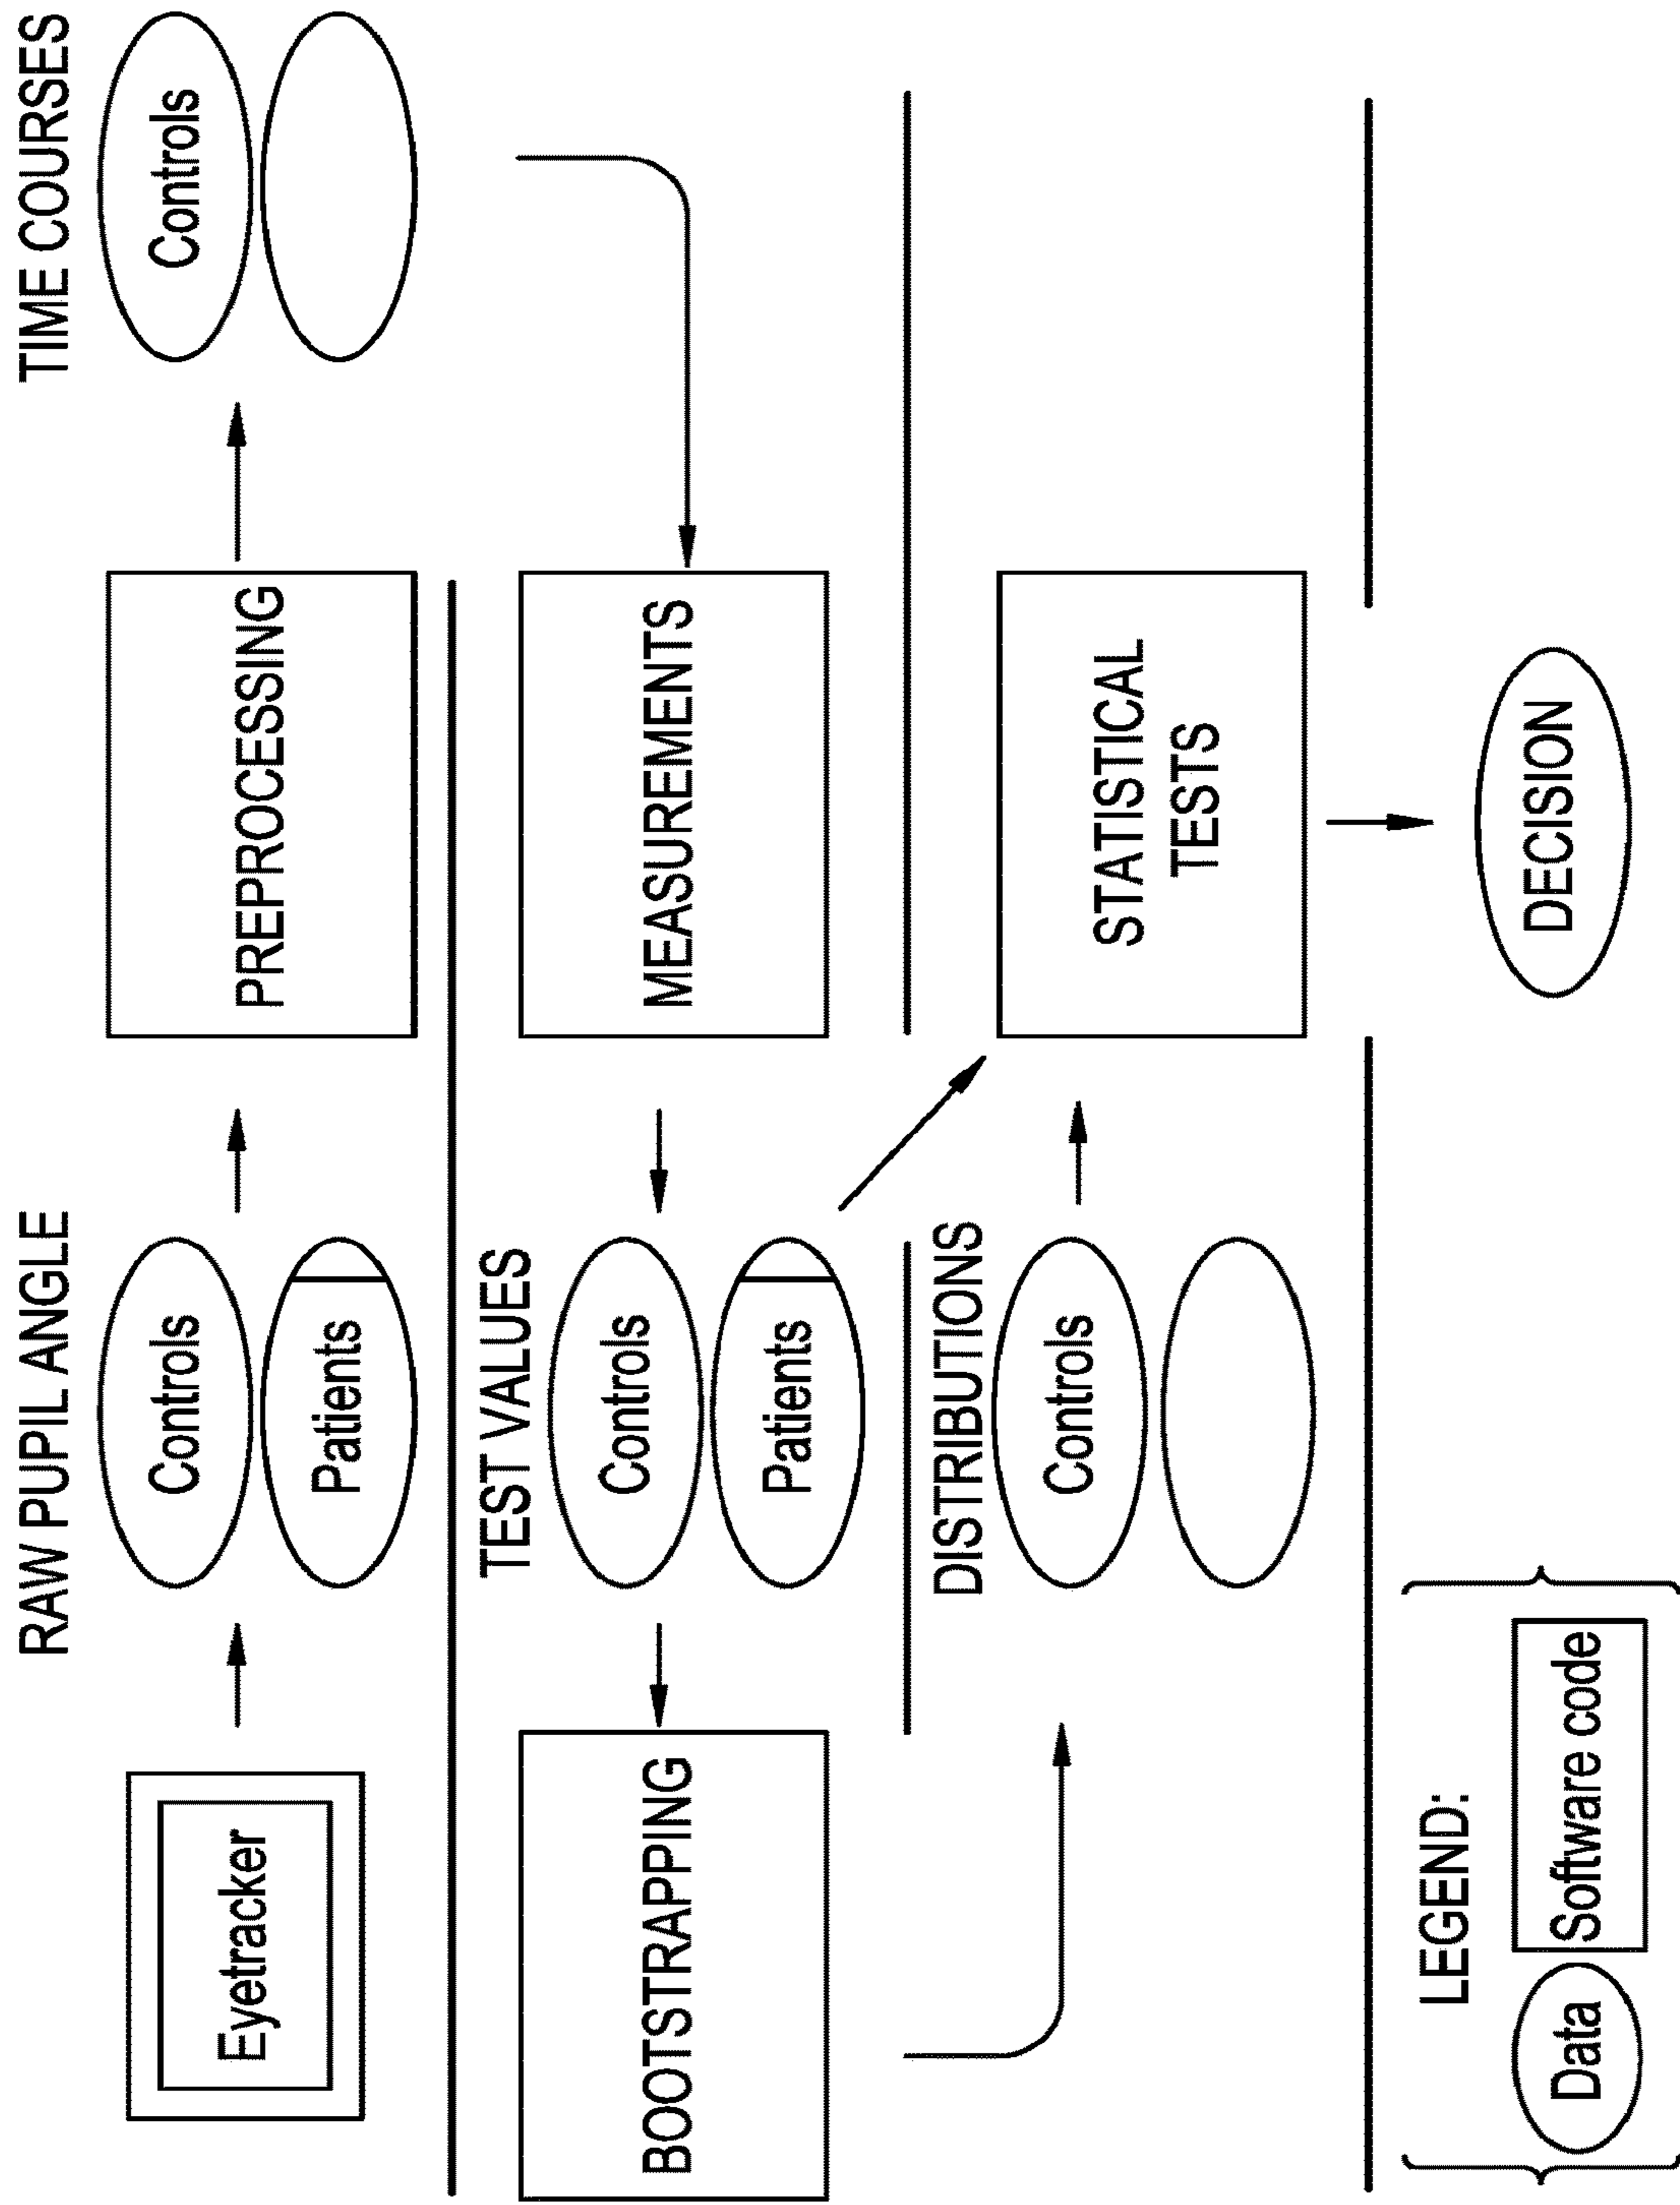 RAW PUPIL ANGLE
TIME COURSES
Eyetracker
Controls
Patients
PREPROCESSING
Controls
TEST VALUES
BOOTSTRAPPING
Controls
Patients
MEASUREMENTS
DISTRIBUTIONS
Controls
STATISTICAL
TESTS
LEGEND:
Data
Software code
DECISION